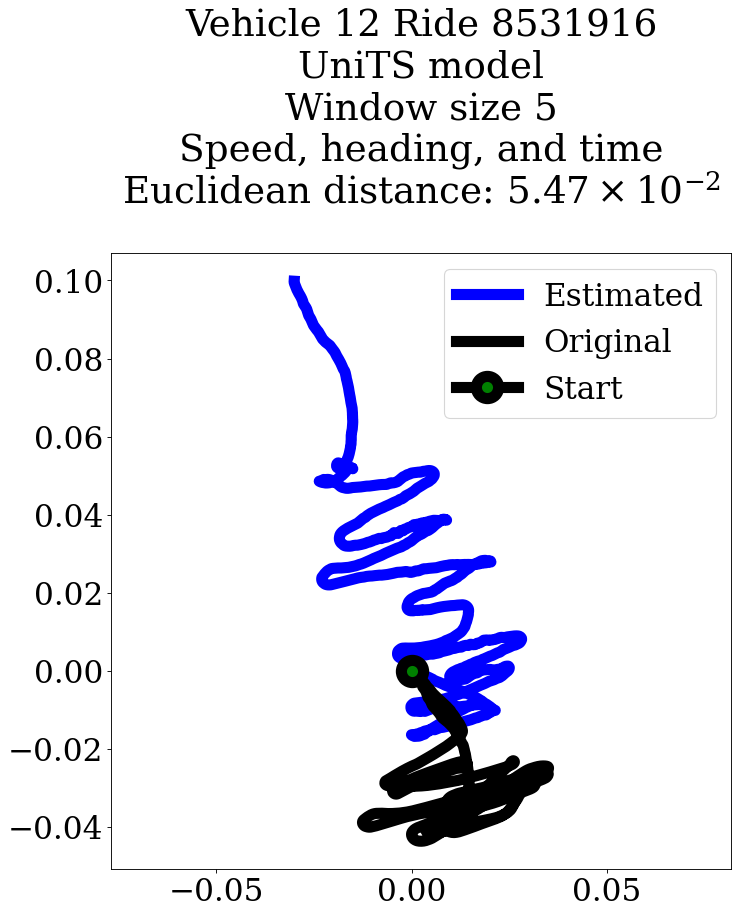 Vehicle 12 Ride 8531916
UniTS model
Window size 5
Speed, heading, and time
Euclidean distance: 5.47 × 10⁻²
Estimated
Original
Start
0.10
0.08
0.06
0.04
0.02
0.00
−0.02
−0.04
−0.05 0.00 0.05